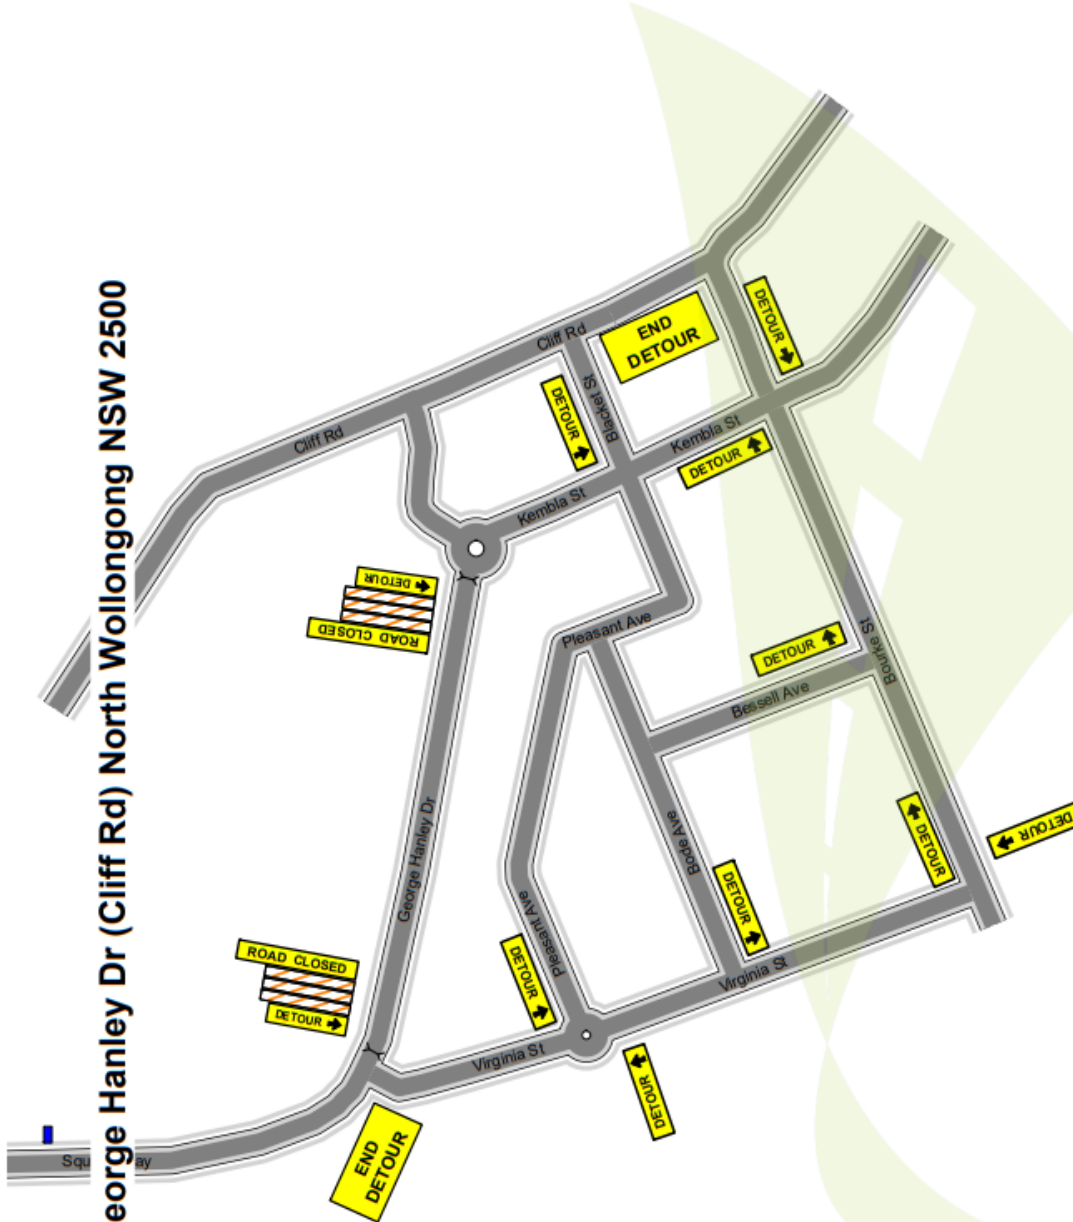 eorge Hanley Dr (Cliff Rd) North Wollongong NSW 2500
DETOUR
END
DETOUR
Cliff Rd
DETOUR
Blacket St
Kembla St
Cliff Rd
DETOUR
Kembla St
DETOUR
ROAD CLOSED
Pleasant Ave
DETOUR
Bourke St
Bessell Ave
DETOUR
DETOUR
George Hanley Dr
Bode Ave
DETOUR
Pleasant Ave
DETOUR
ROAD CLOSED
DETOUR
Virginia St
Virginia St
DETOUR
END
DETOUR
Squ ay